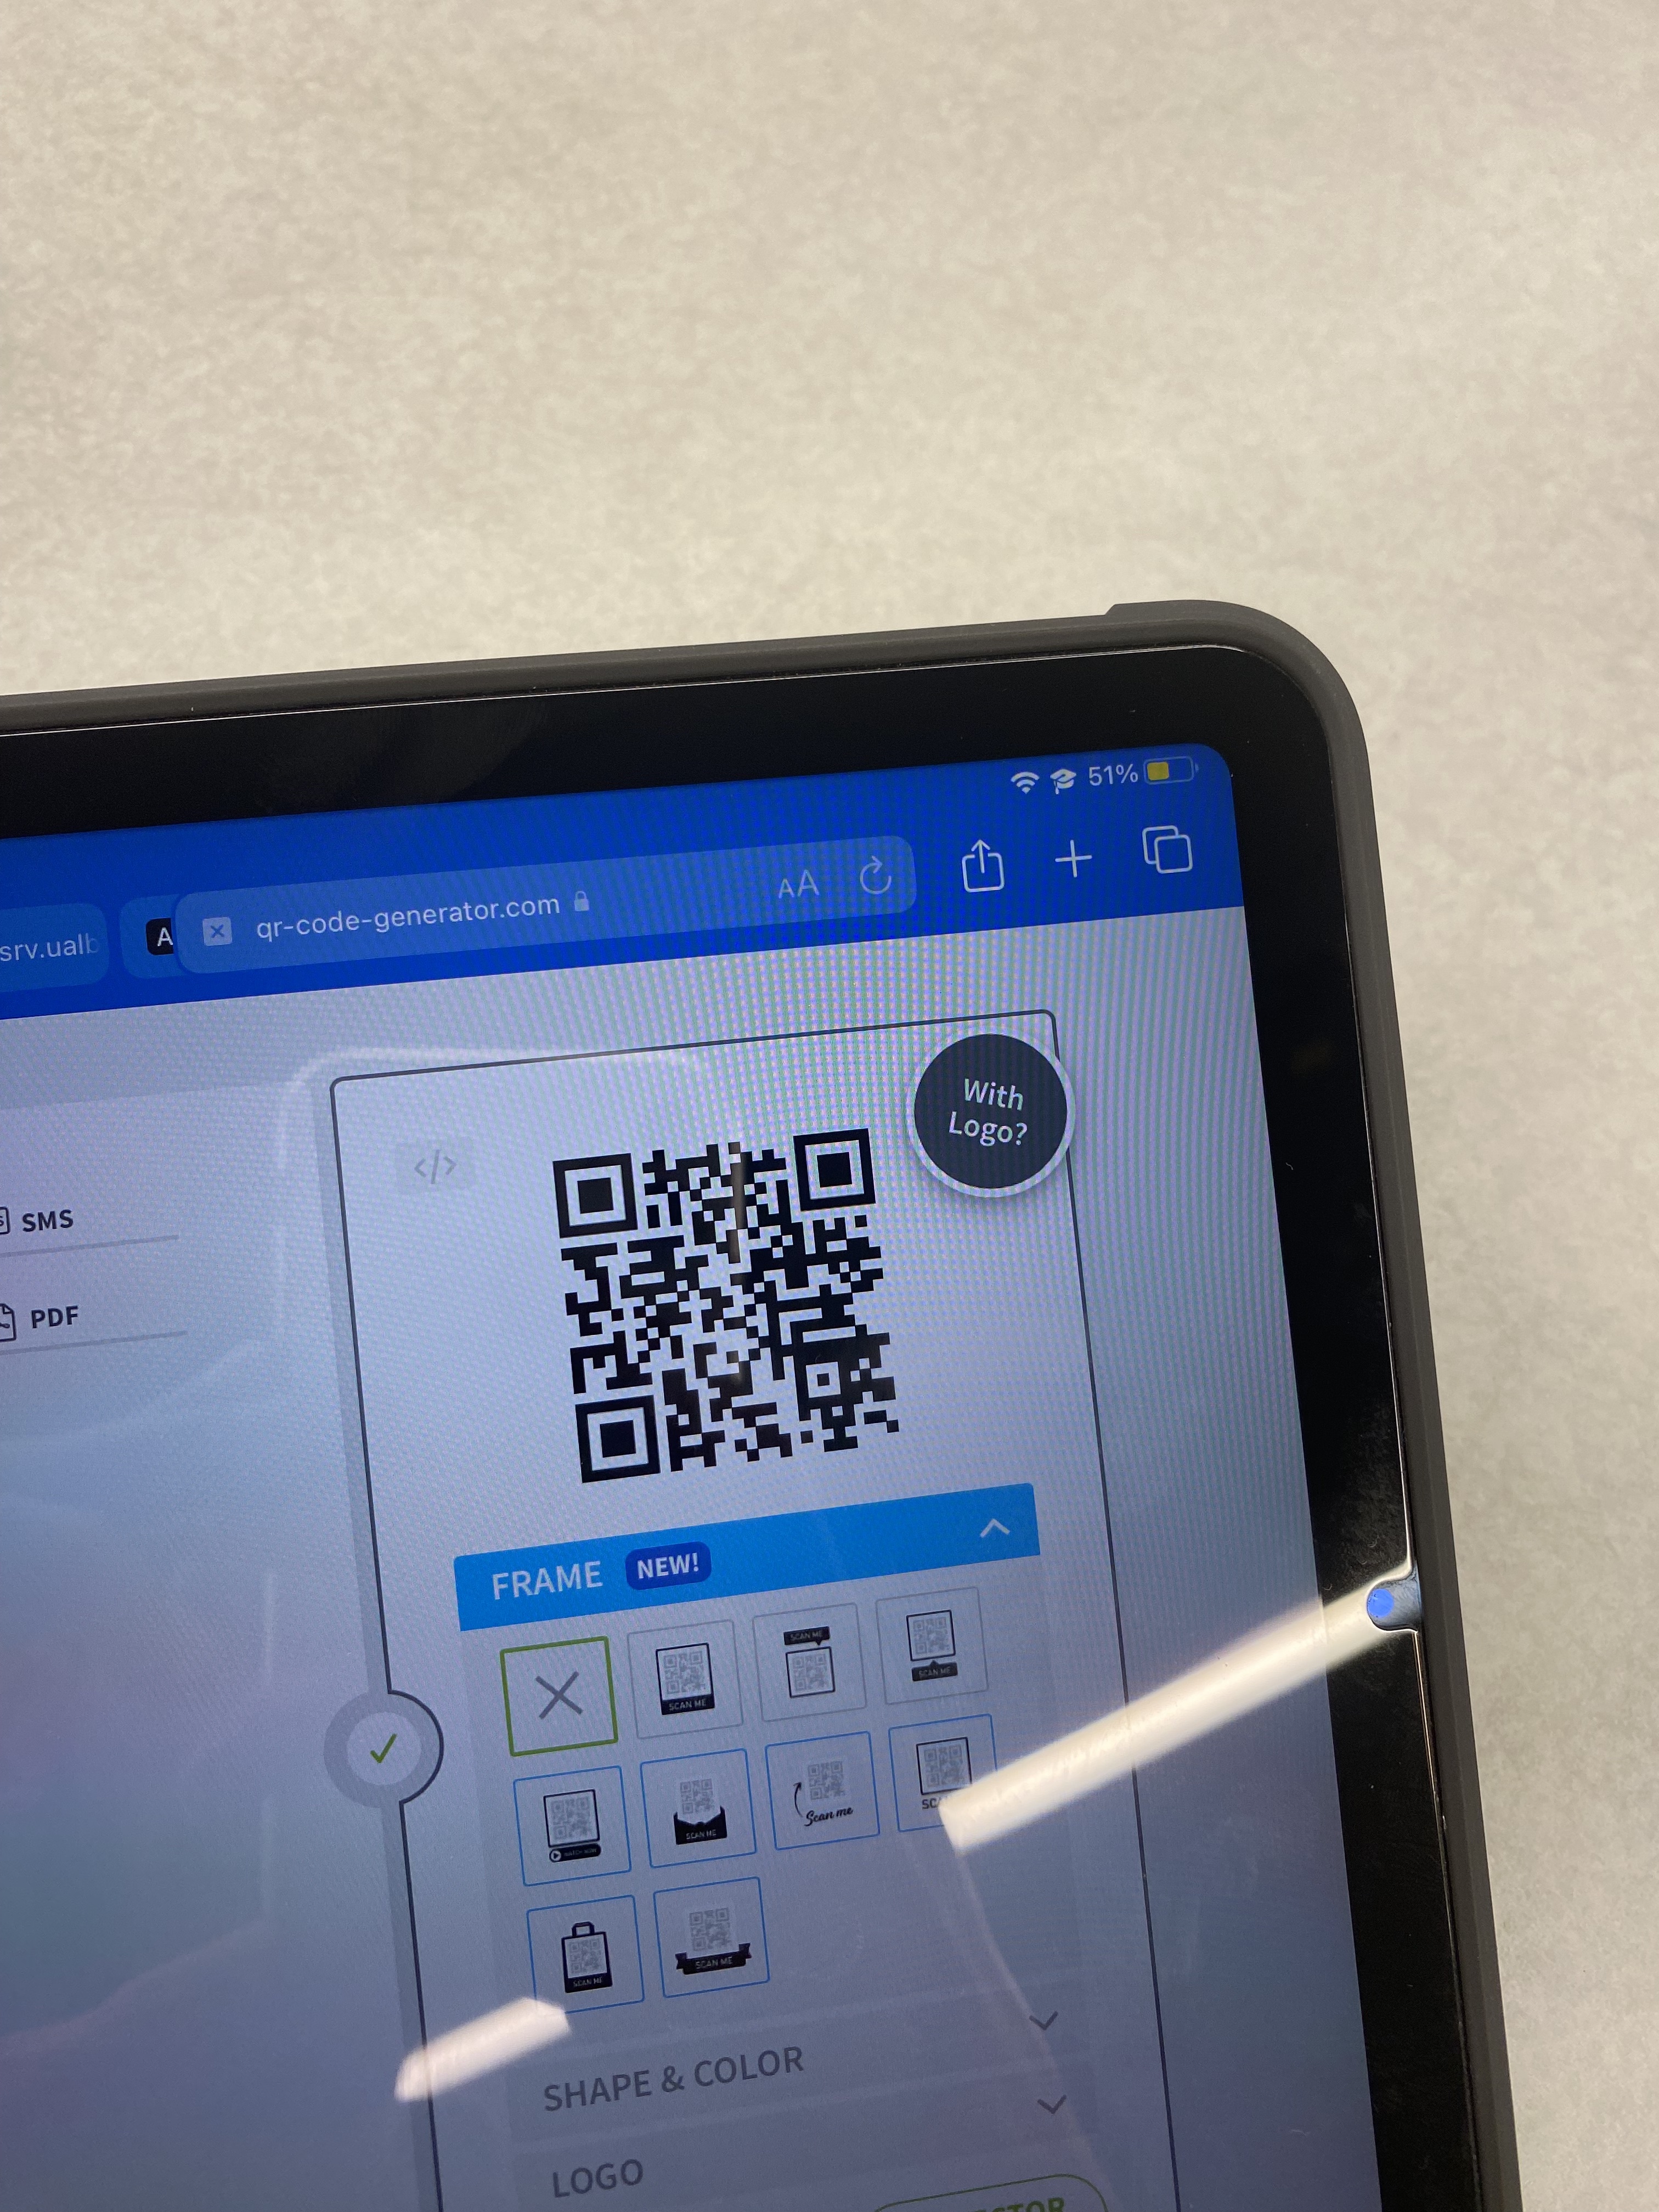 51%
srv.ualb
A
qr-code-generator.com
AA
With
Logo?
</>
SMS
PDF
FRAME NEW!
SCAN ME
SCAN ME
SCAN ME
SCAN ME
Scan me
SCAN ME
SCAN ME
SHAPE & COLOR
LOGO